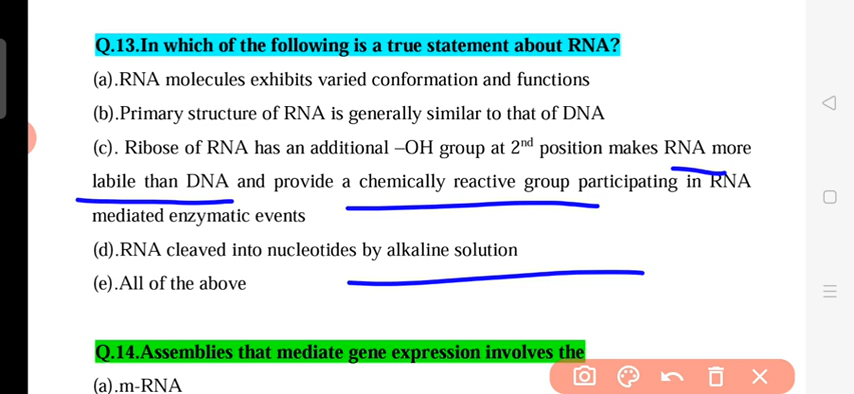 Q.13.In which of the following is a true statement about RNA?
(a).RNA molecules exhibits varied conformation and functions
(b).Primary structure of RNA is generally similar to that of DNA
(c). Ribose of RNA has an additional –OH group at 2nd position makes RNA more
labile than DNA and provide a chemically reactive group participating in RNA
mediated enzymatic events
(d).RNA cleaved into nucleotides by alkaline solution
(e).All of the above
Q.14.Assemblies that mediate gene expression involves the
(a).m-RNA